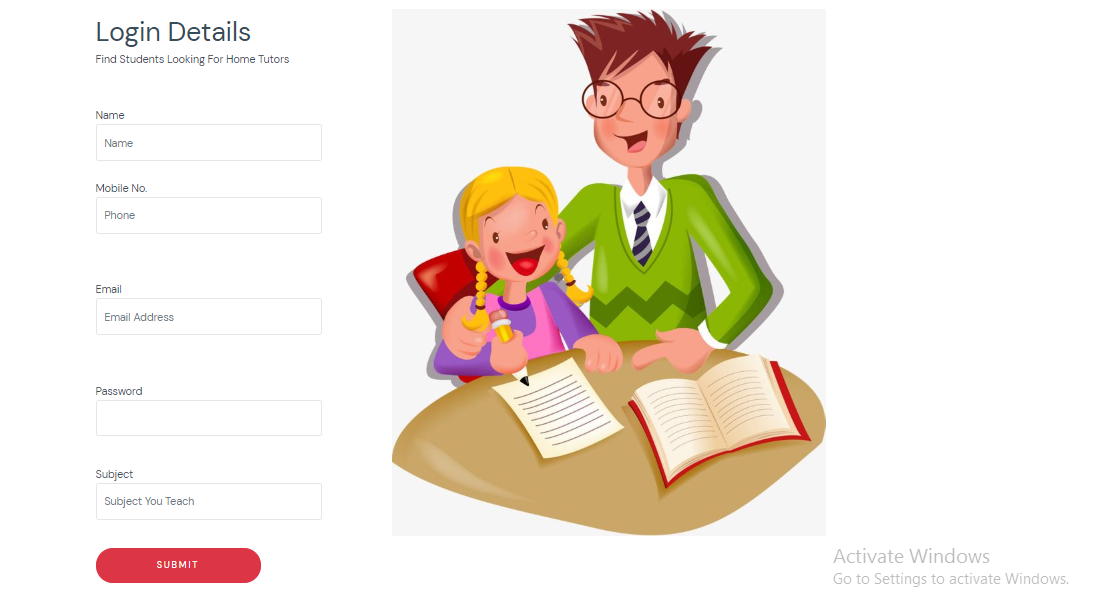 Login Details
Find Students Looking For Home Tutors
Name
Name
Mobile No.
Phone
Email
Email Address
Password
Subject
Subject You Teach
SUBMIT
Activate Windows
Go to Settings to activate Windows.